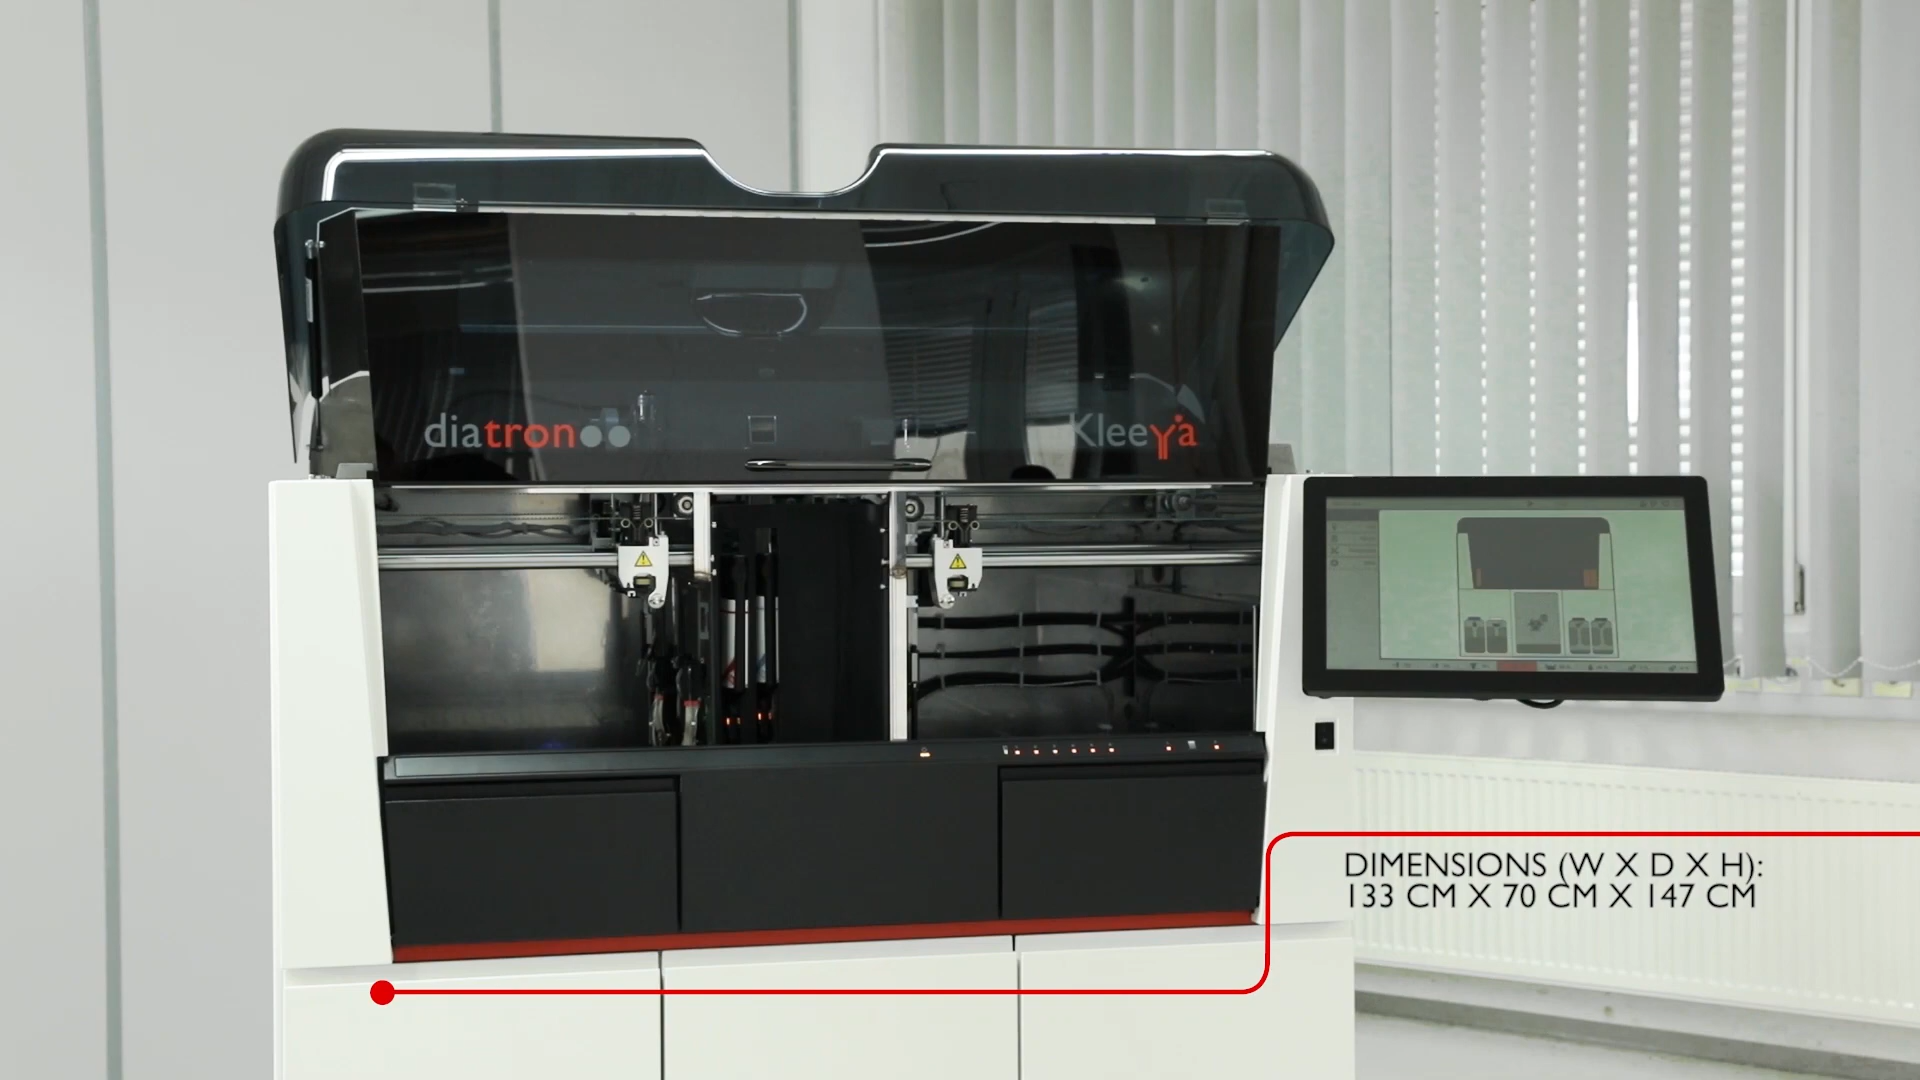 diatron
KleeYa
DIMENSIONS (W X D X H):
133 CM X 70 CM X 147 CM